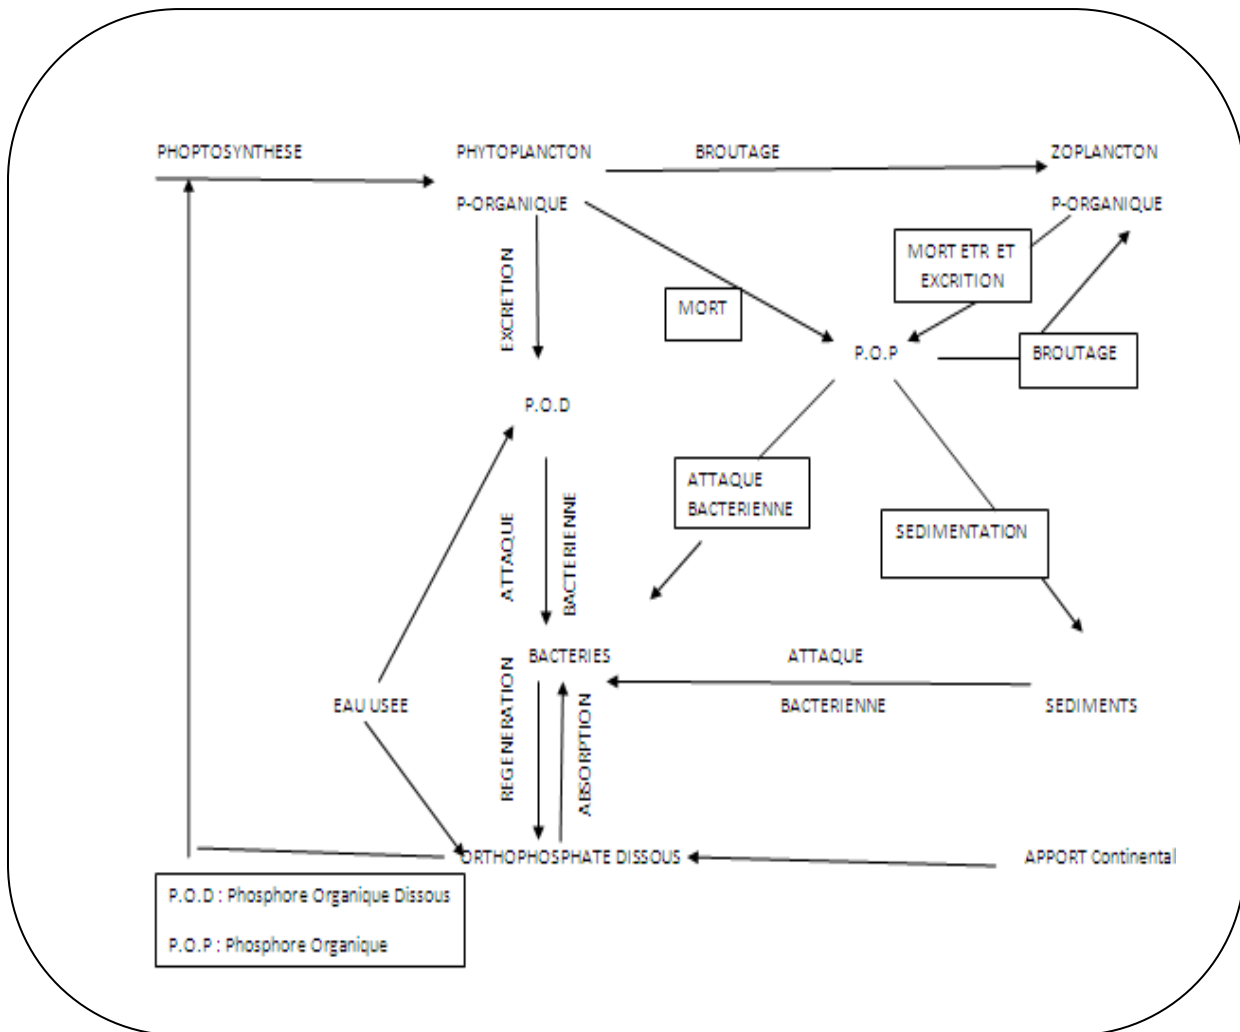 PHOPTOSYNTHESE
PHYTOPLANCTON
BROUTAGE
ZOPLANCTON
P-ORGANIQUE
P-ORGANIQUE
EXCRETION
MORT ETR ET
EXCRITION
MORT
P.O.P
BROUTAGE
P.O.D
ATTAQUE
BACTERIENNE
ATTAQUE
BACTERIENNE
SEDIMENTATION
BACTERIES
ATTAQUE
EAU USEE
REGENERATION
ABSORPTION
BACTERIENNE
SEDIMENTS
ORTHOPHOSPHATE DISSOUS
APPORT Continental
P.O.D : Phosphore Organique Dissous
P.O.P : Phosphore Organique